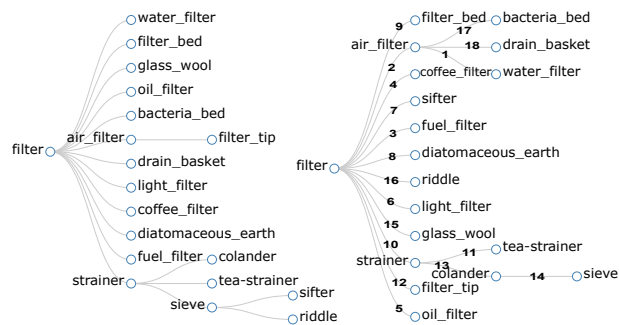 water_filter
filter_bed
glass_wool
oil_filter
bacteria_bed
air_filter filter_tip
filter
drain_basket
light_filter
coffee_filter
diatomaceous_earth
fuel_filter colander
strainer tea-strainer
sieve sifter
riddle
9 filter_bed bacteria_bed
17
air_filter 18 drain_basket
1
2
4 coffee_filter water_filter
7 sifter
3 fuel_filter
8 diatomaceous_earth
filter
16 riddle
6 light_filter
15 glass_wool
10 11 tea-strainer
strainer 13
colander 14 sieve
12 filter_tip
5 oil_filter